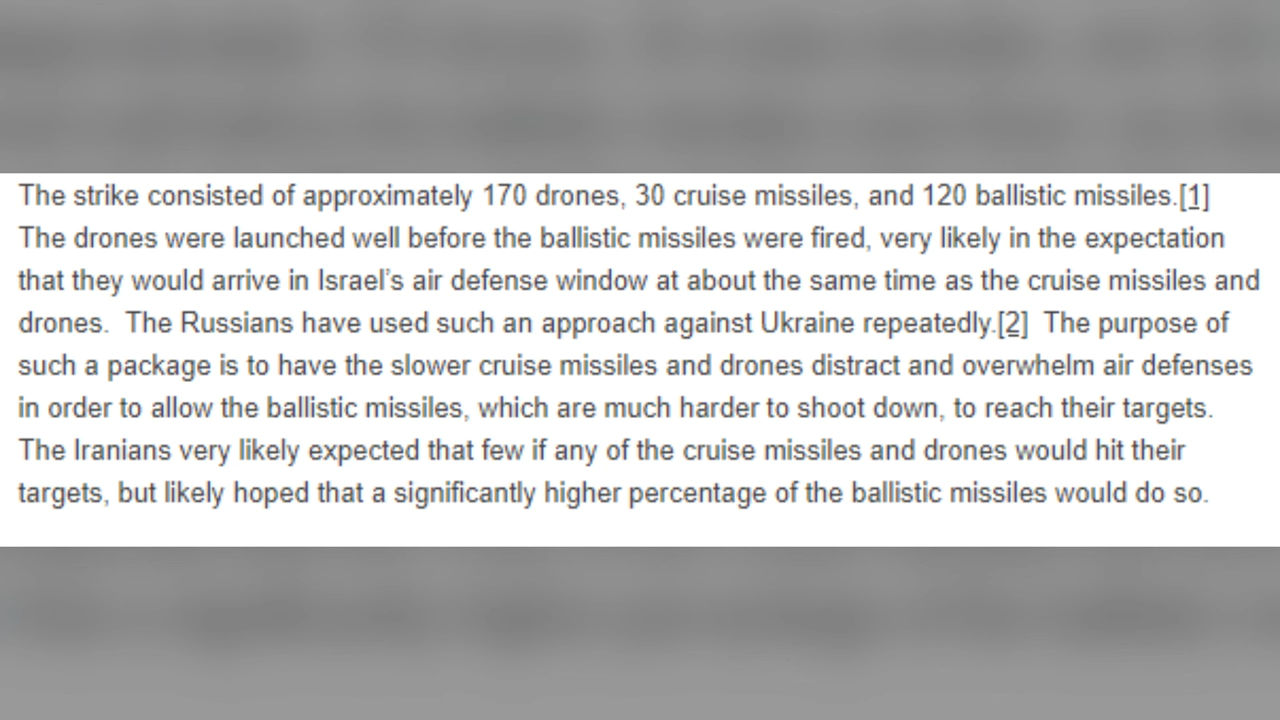 The strike consisted of approximately 170 drones, 30 cruise missiles, and 120 ballistic missiles.[1]
The drones were launched well before the ballistic missiles were fired, very likely in the expectation
that they would arrive in Israel’s air defense window at about the same time as the cruise missiles and
drones.  The Russians have used such an approach against Ukraine repeatedly.[2]  The purpose of
such a package is to have the slower cruise missiles and drones distract and overwhelm air defenses
in order to allow the ballistic missiles, which are much harder to shoot down, to reach their targets.
The Iranians very likely expected that few if any of the cruise missiles and drones would hit their
targets, but likely hoped that a significantly higher percentage of the ballistic missiles would do so.